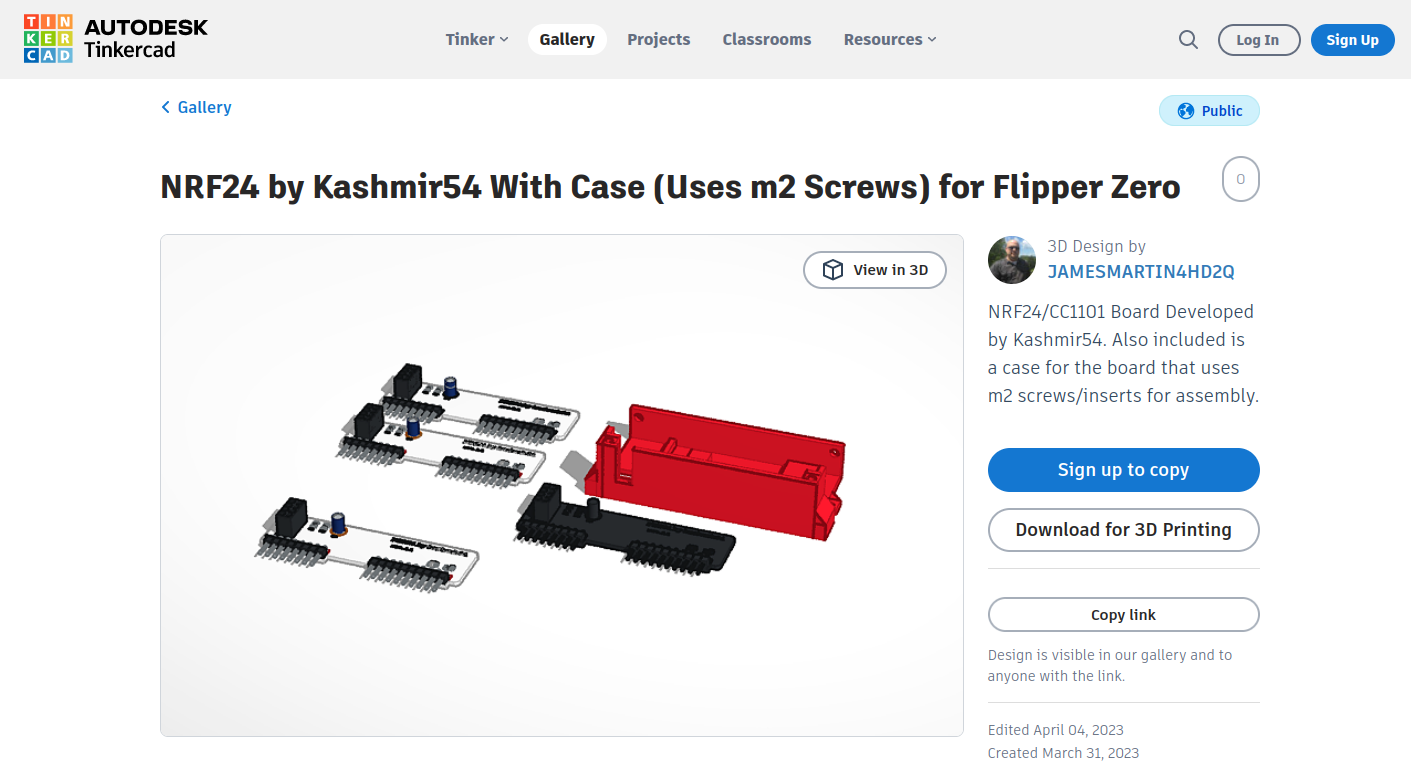 TINKERCAD
AUTODESK
Tinkercad
Tinker
Gallery
Projects
Classrooms
Resources
Log In
Sign Up
Gallery
Public
NRF24 by Kashmir54 With Case (Uses m2 Screws) for Flipper Zero
0
View in 3D
3D Design by
JAMESMARTIN4HD2Q
NRF24/CC1101 Board Developed
by Kashmir54. Also included is
a case for the board that uses
m2 screws/inserts for assembly.
Sign up to copy
Download for 3D Printing
Copy link
Design is visible in our gallery and to
anyone with the link.
Edited April 04, 2023
Created March 31, 2023